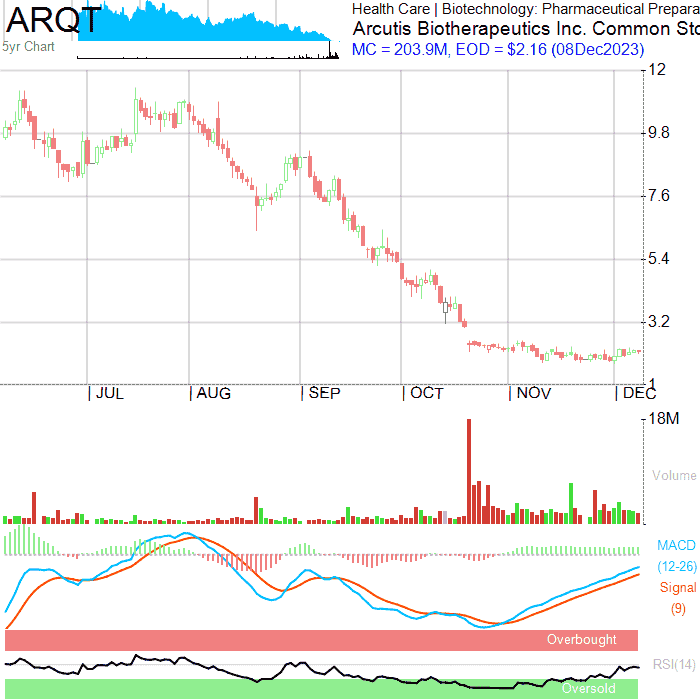 ARQT
5yr Chart
Health Care | Biotechnology: Pharmaceutical Prepara
Arcutis Biotherapeutics Inc. Common Sto
MC = 203.9M, EOD = $2.16 (08Dec2023)
12
9.8
7.6
5.4
3.2
1
JUL AUG SEP OCT NOV DEC
18M
Volume
MACD
(12-26)
Signal
(9)
Overbought
RSI(14)
Oversold